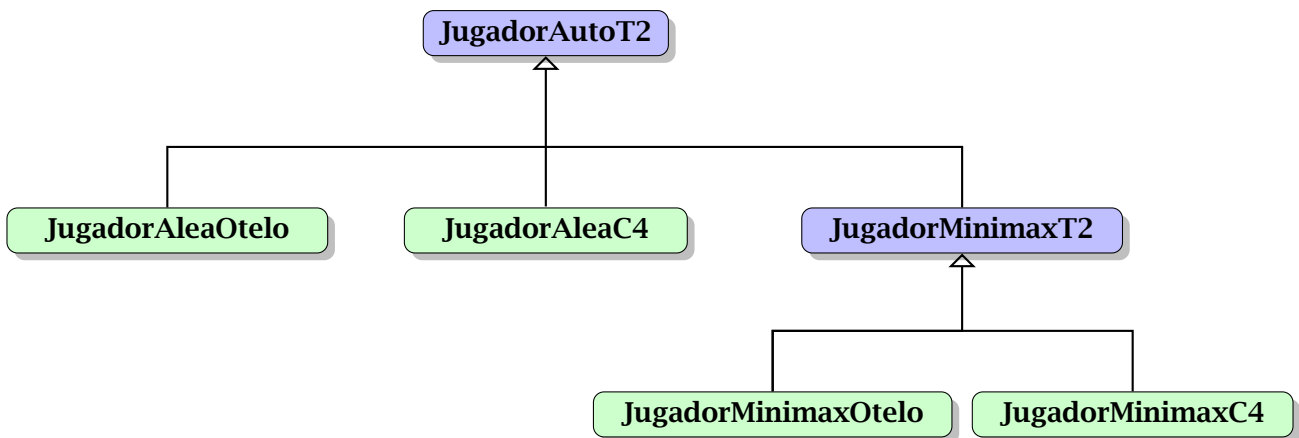 JugadorAutoT2
JugadorAleaOtelo
JugadorAleaC4
JugadorMinimaxT2
JugadorMinimaxOtelo
JugadorMinimaxC4